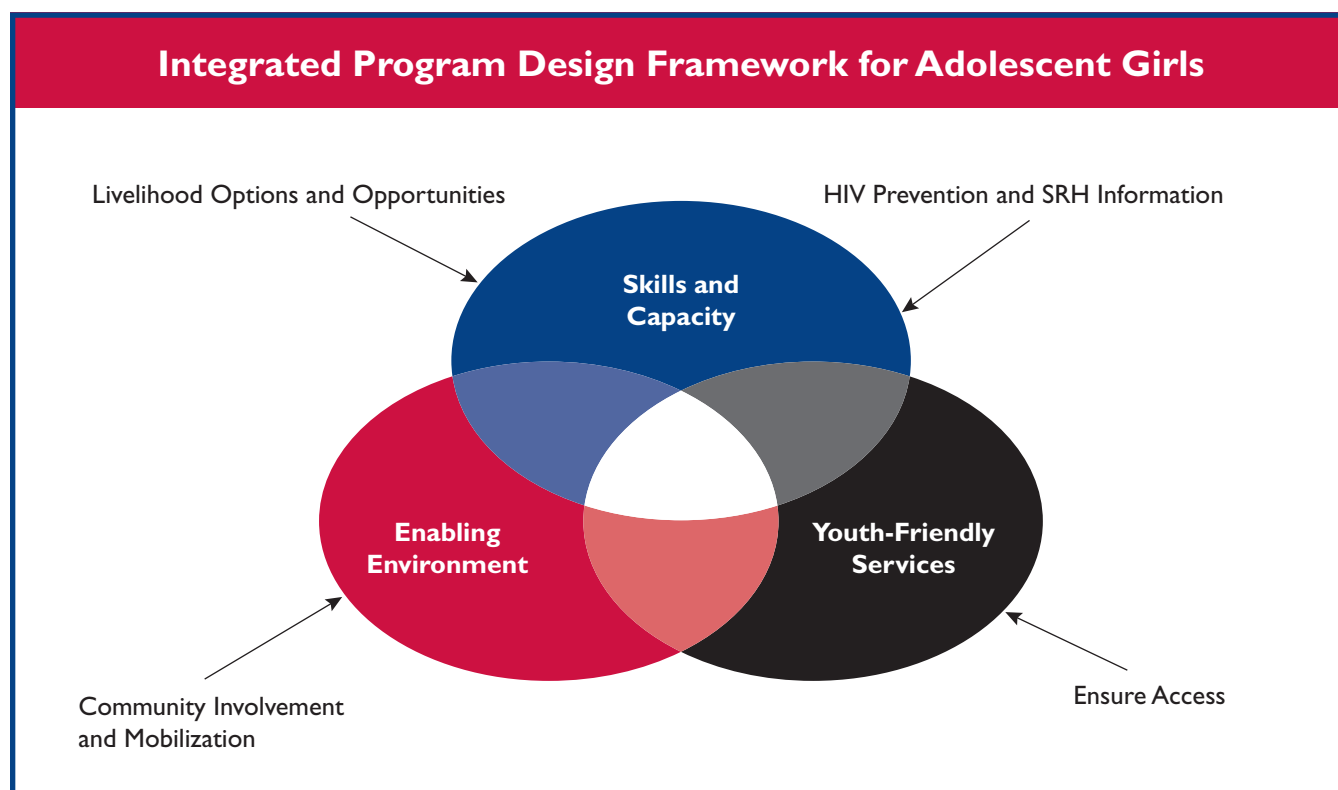 Integrated Program Design Framework for Adolescent Girls
Livelihood Options and Opportunities
HIV Prevention and SRH Information
Skills and
Capacity
Enabling
Environment
Youth-Friendly
Services
Community Involvement
and Mobilization
Ensure Access